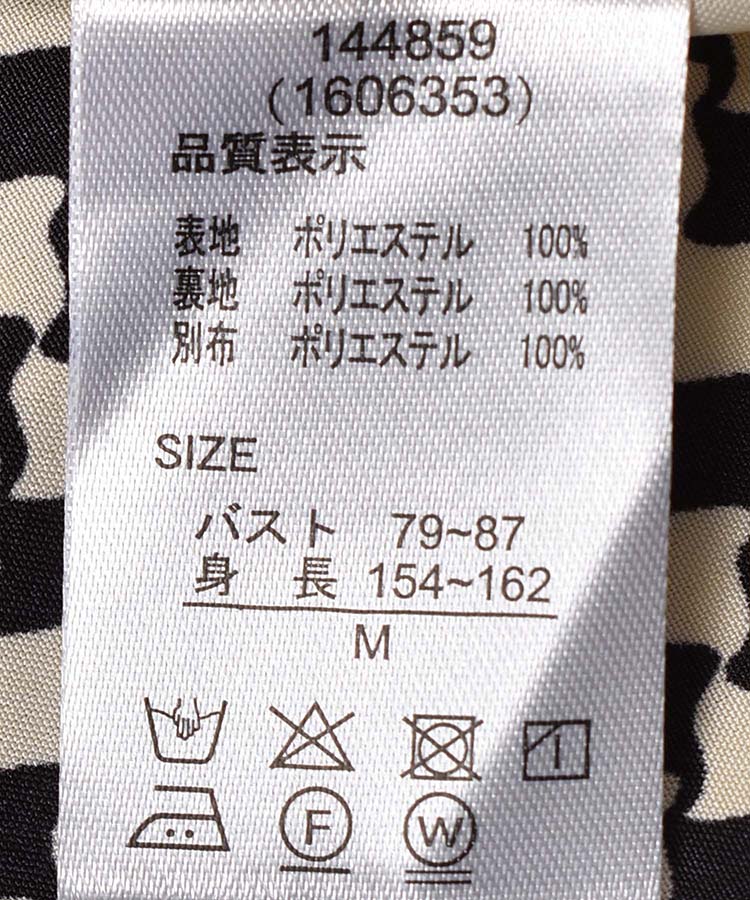 144859
(1606353)
品質表示
表地 ポリエステル 100%
裏地 ポリエステル 100%
別布 ポリエステル 100%
SIZE
バスト 79~87
身 長 154~162
M
F W